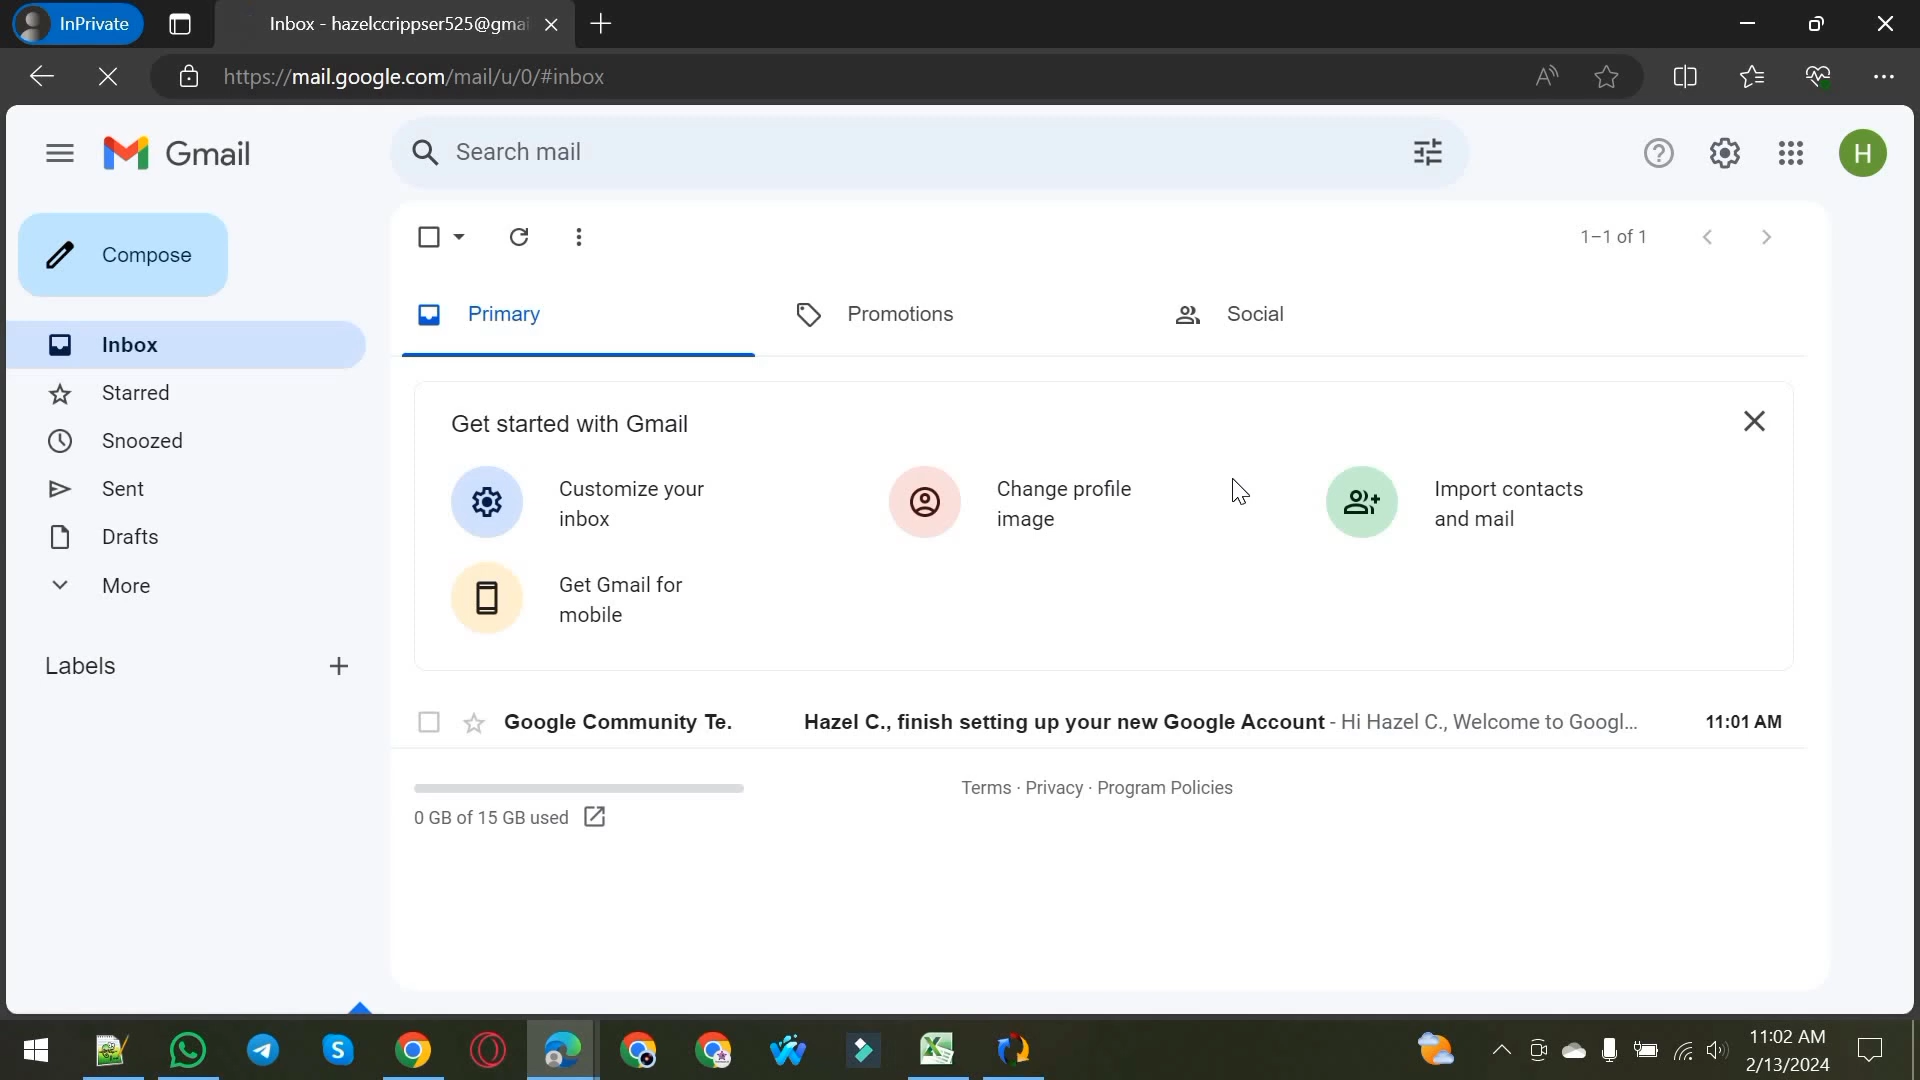 InPrivate
Inbox - hazelccrippser525@gmai
https://mail.google.com/mail/u/0/#inbox
Gmail
Search mail
H
Compose
1–1 of 1
Primary
Promotions
Social
Inbox
Starred
Snoozed
Sent
Drafts
More
Labels
Get started with Gmail
Customize your
inbox
Change profile
image
Import contacts
and mail
Get Gmail for
mobile
Google Community Te.
Hazel C., finish setting up your new Google Account - Hi Hazel C., Welcome to Googl...
11:01 AM
Terms · Privacy · Program Policies
0 GB of 15 GB used
11:02 AM
2/13/2024